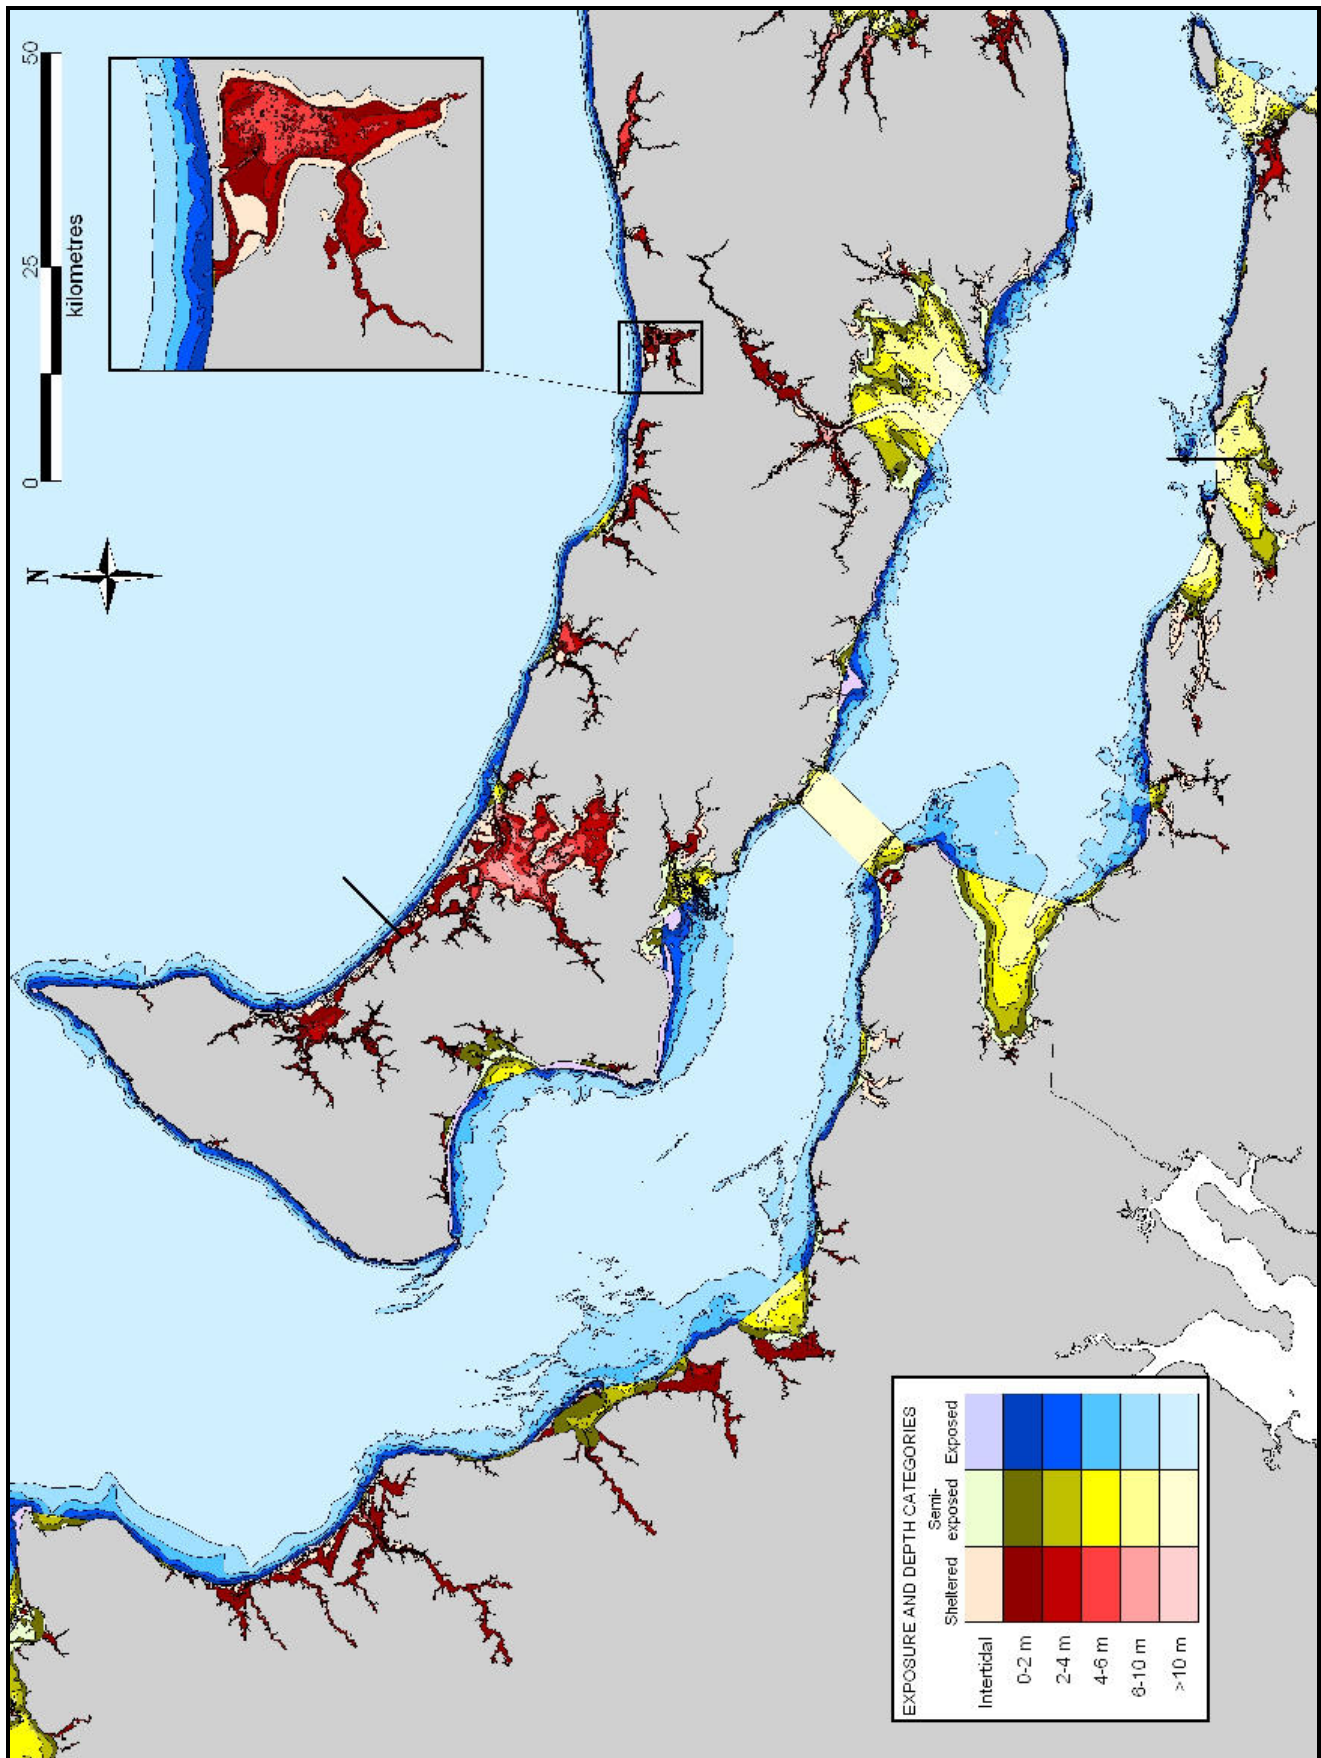 N
0
25
50
kilometres
EXPOSURE AND DEPTH CATEGORIES
Sheltered
Semi-
exposed
Exposed
Intertidal
0-2 m
2-4 m
4-6 m
6-10 m
>10 m